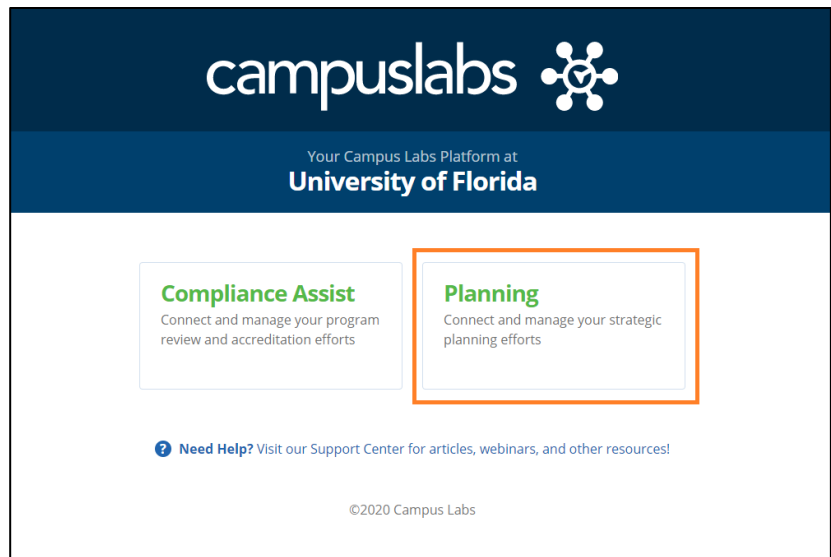 campuslabs
Your Campus Labs Platform at
University of Florida
Compliance Assist
Connect and manage your program
review and accreditation efforts
Planning
Connect and manage your strategic
planning efforts
? Need Help? Visit our Support Center for articles, webinars, and other resources!
©2020 Campus Labs